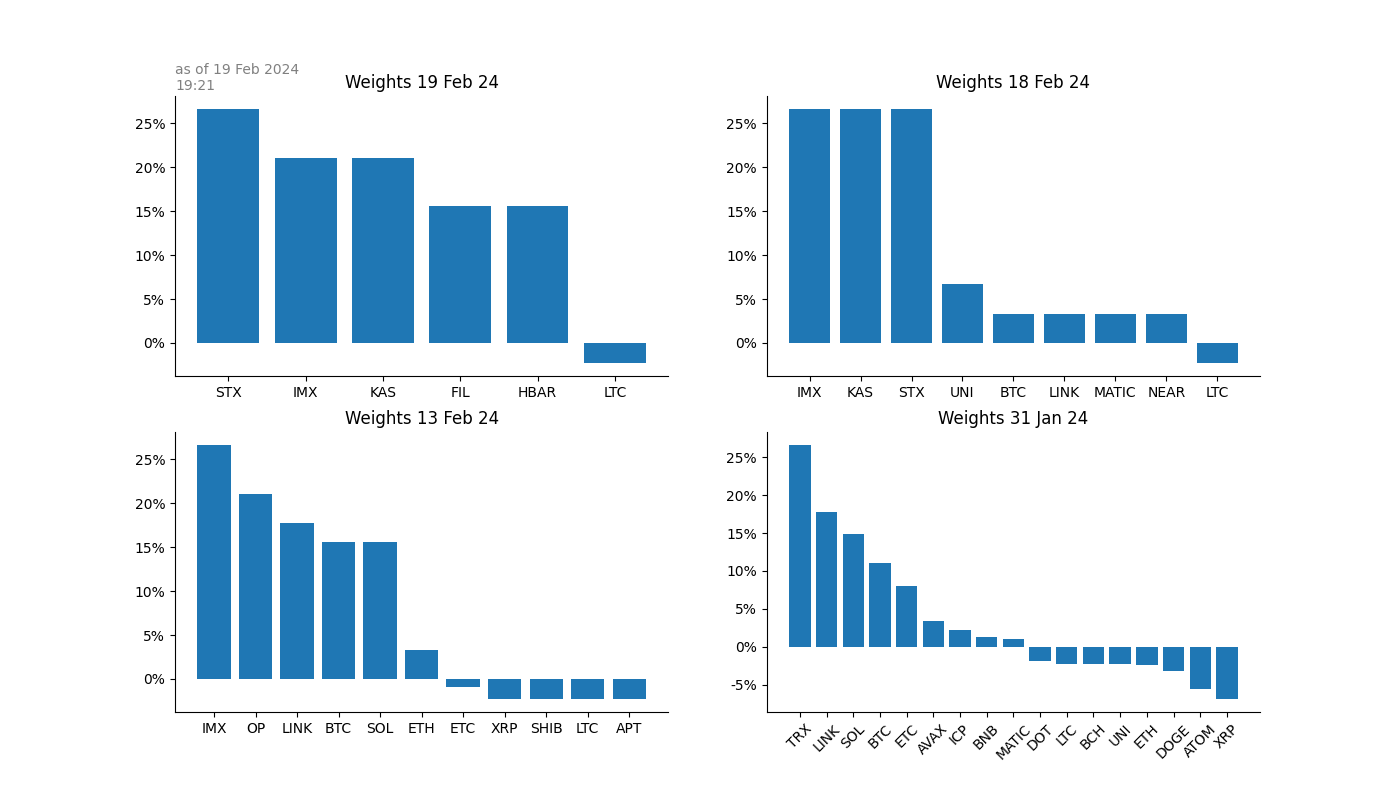 as of 19 Feb 2024
19:21
Weights 19 Feb 24
25%
20%
15%
10%
5%
0%
STX IMX KAS FIL HBAR LTC
Weights 18 Feb 24
25%
20%
15%
10%
5%
0%
IMX KAS STX UNI BTC LINK MATIC NEAR LTC
Weights 13 Feb 24
25%
20%
15%
10%
5%
0%
IMX OP LINK BTC SOL ETH ETC XRP SHIB LTC APT
Weights 31 Jan 24
25%
20%
15%
10%
5%
0%
-5%
TRX LINK SOL BTC ETC AVAX ICP BNB MATIC DOT LTC BCH UNI ETH DOGE ATOM XRP